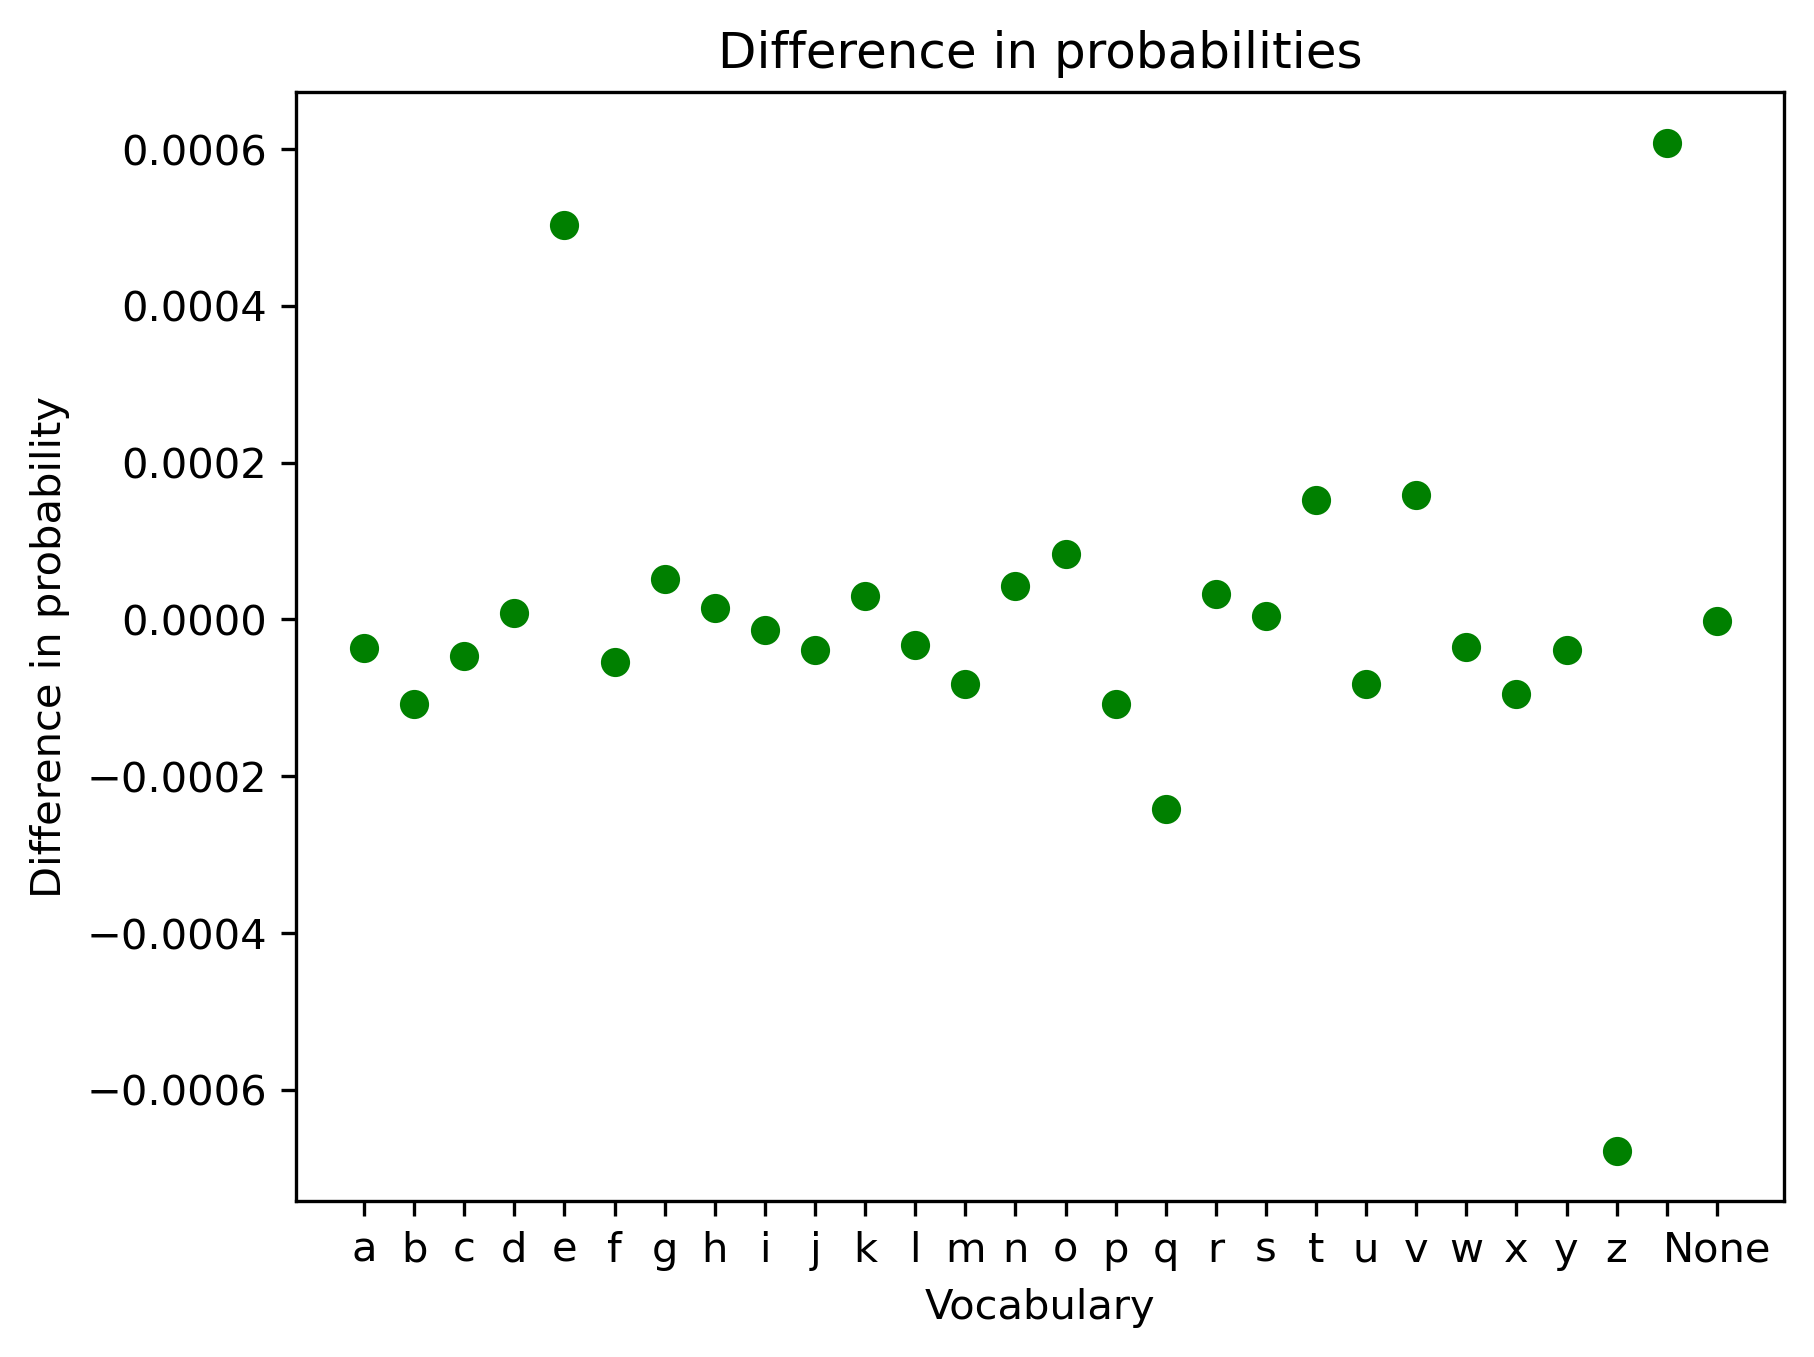 Difference in probabilities
Difference in probability
0.0006
0.0004
0.0002
0.0000
−0.0002
−0.0004
−0.0006
a b c d e f g h i j k l m n o p q r s t u v w x y z None
Vocabulary